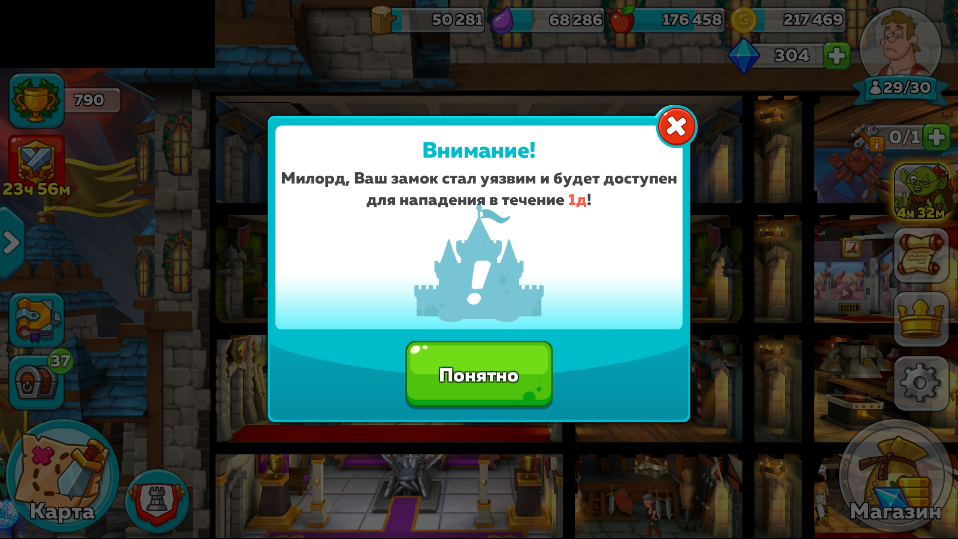 50 281
68 286
176 458
217 469
304
790
29/30
0/1
23ч 56м
4ч 32м
Внимание!
Милорд, Ваш замок стал уязвим и будет доступен
для нападения в течение 1д!
37
Понятно
Карта
Магазин